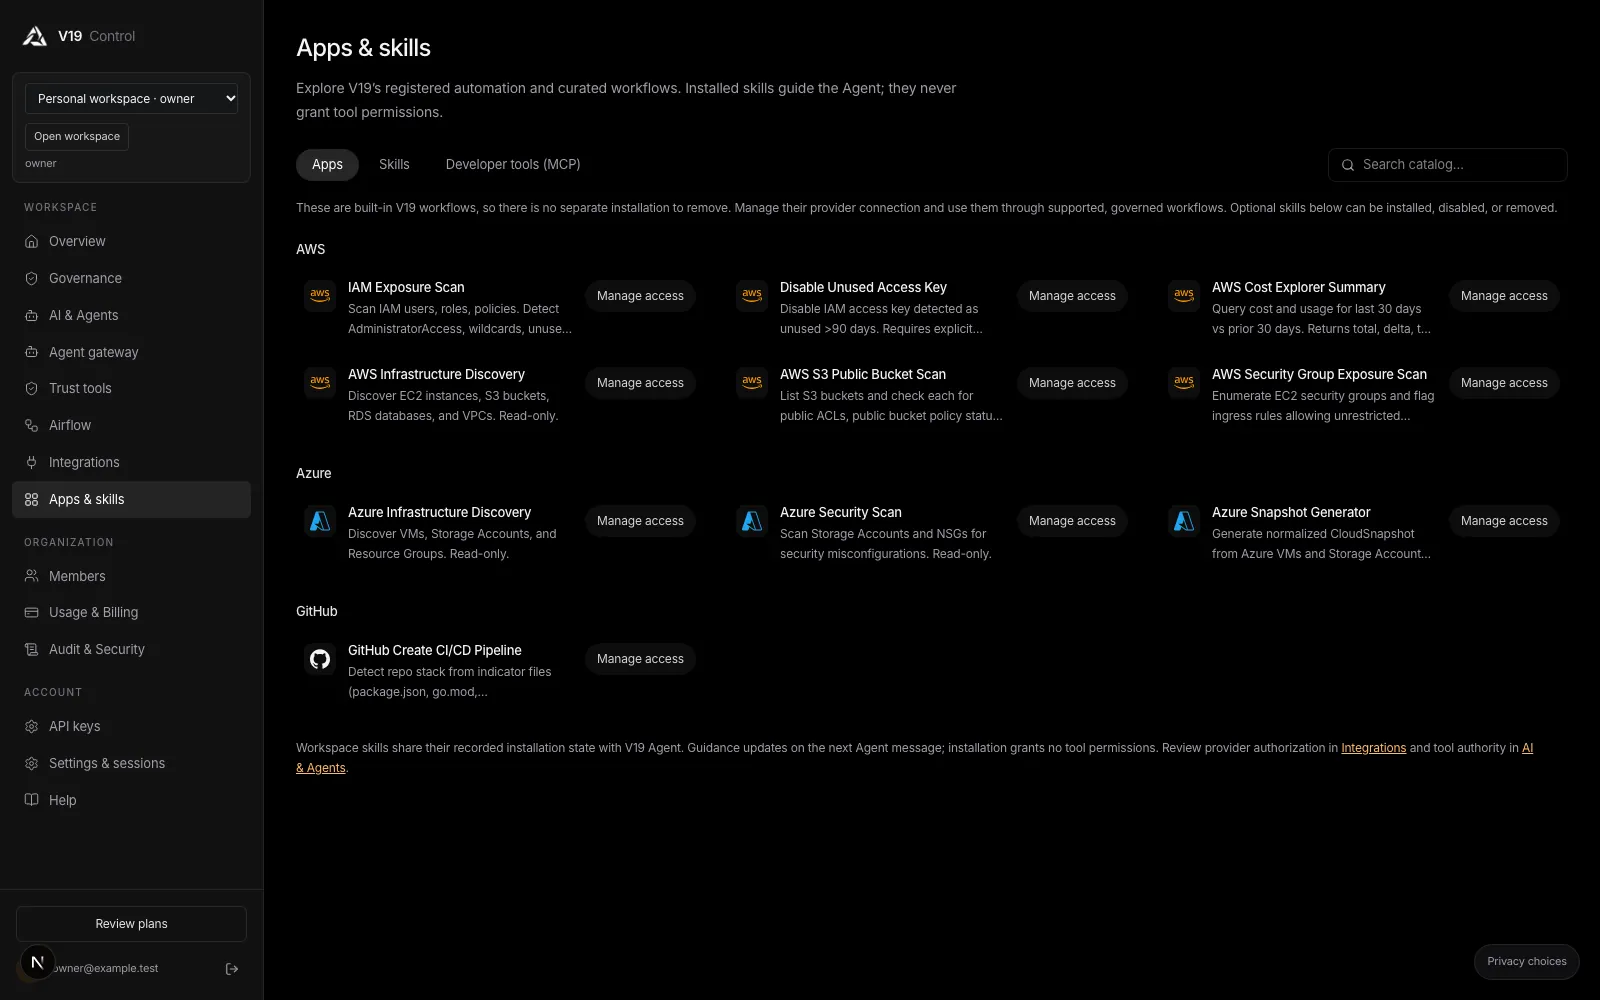 V19 Control
Personal workspace · owner
Open workspace
owner
WORKSPACE
Overview
Governance
AI & Agents
Agent gateway
Trust tools
Airflow
Integrations
Apps & skills
ORGANIZATION
Members
Usage & Billing
Audit & Security
ACCOUNT
API keys
Settings & sessions
Help
Review plans
N
owner@example.test
Apps & skills
Explore V19's registered automation and curated workflows. Installed skills guide the Agent; they never
grant tool permissions.
Apps
Skills
Developer tools (MCP)
Search catalog...
These are built-in V19 workflows, so there is no separate installation to remove. Manage their provider connection and use them through supported, governed workflows. Optional skills below can be installed, disabled, or removed.
AWS
aws
IAM Exposure Scan
Scan IAM users, roles, policies. Detect
AdministratorAccess, wildcards, unuse...
Manage access
aws
Disable Unused Access Key
Disable IAM access key detected as
unused >90 days. Requires explicit...
Manage access
aws
AWS Cost Explorer Summary
Query cost and usage for last 30 days
vs prior 30 days. Returns total, delta, t...
Manage access
aws
AWS Infrastructure Discovery
Discover EC2 instances, S3 buckets,
RDS databases, and VPCs. Read-only.
Manage access
aws
AWS S3 Public Bucket Scan
List S3 buckets and check each for
public ACLs, public bucket policy statu...
Manage access
aws
AWS Security Group Exposure Scan
Enumerate EC2 security groups and flag
ingress rules allowing unrestricted...
Manage access
Azure
Azure Infrastructure Discovery
Discover VMs, Storage Accounts, and
Resource Groups. Read-only.
Manage access
Azure Security Scan
Scan Storage Accounts and NSGs for
security misconfigurations. Read-only.
Manage access
Azure Snapshot Generator
Generate normalized CloudSnapshot
from Azure VMs and Storage Account...
Manage access
GitHub
GitHub Create CI/CD Pipeline
Detect repo stack from indicator files
(package.json, go.mod,...
Manage access
Workspace skills share their recorded installation state with V19 Agent. Guidance updates on the next Agent message; installation grants no tool permissions. Review provider authorization in Integrations and tool authority in AI
& Agents.
Privacy choices